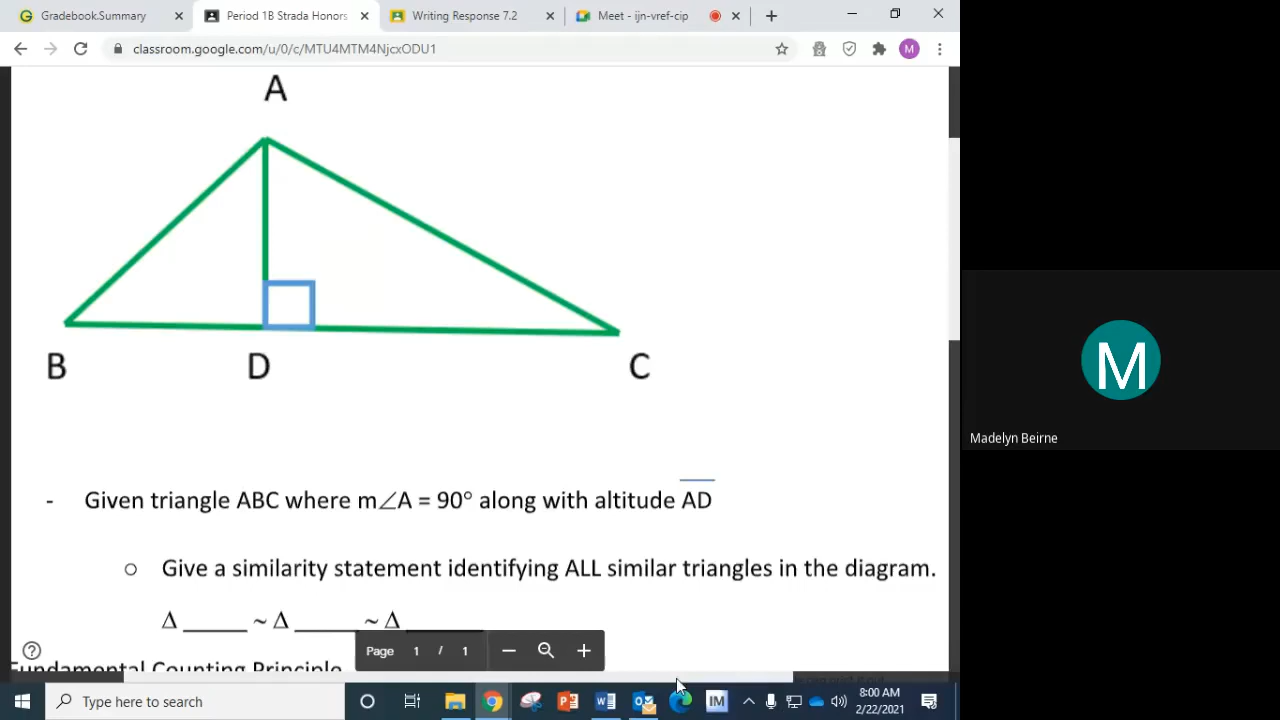 Gradebook.Summary
Period 1B Strada Honors
Writing Response 7.2
Meet - ijn-vref-cip
classroom.google.com/u/0/c/MTU4MTM4NjcxODU1
M
A
B
D
C
- Given triangle ABC where m∠A = 90° along with altitude AD
o Give a similarity statement identifying ALL similar triangles in the diagram.
Δ _____ ~ Δ _____ ~ Δ ______
Fundamental Counting Principle
Page 1 / 1
M
Madelyn Beirne
Type here to search
IM
8:00 AM
2/22/2021